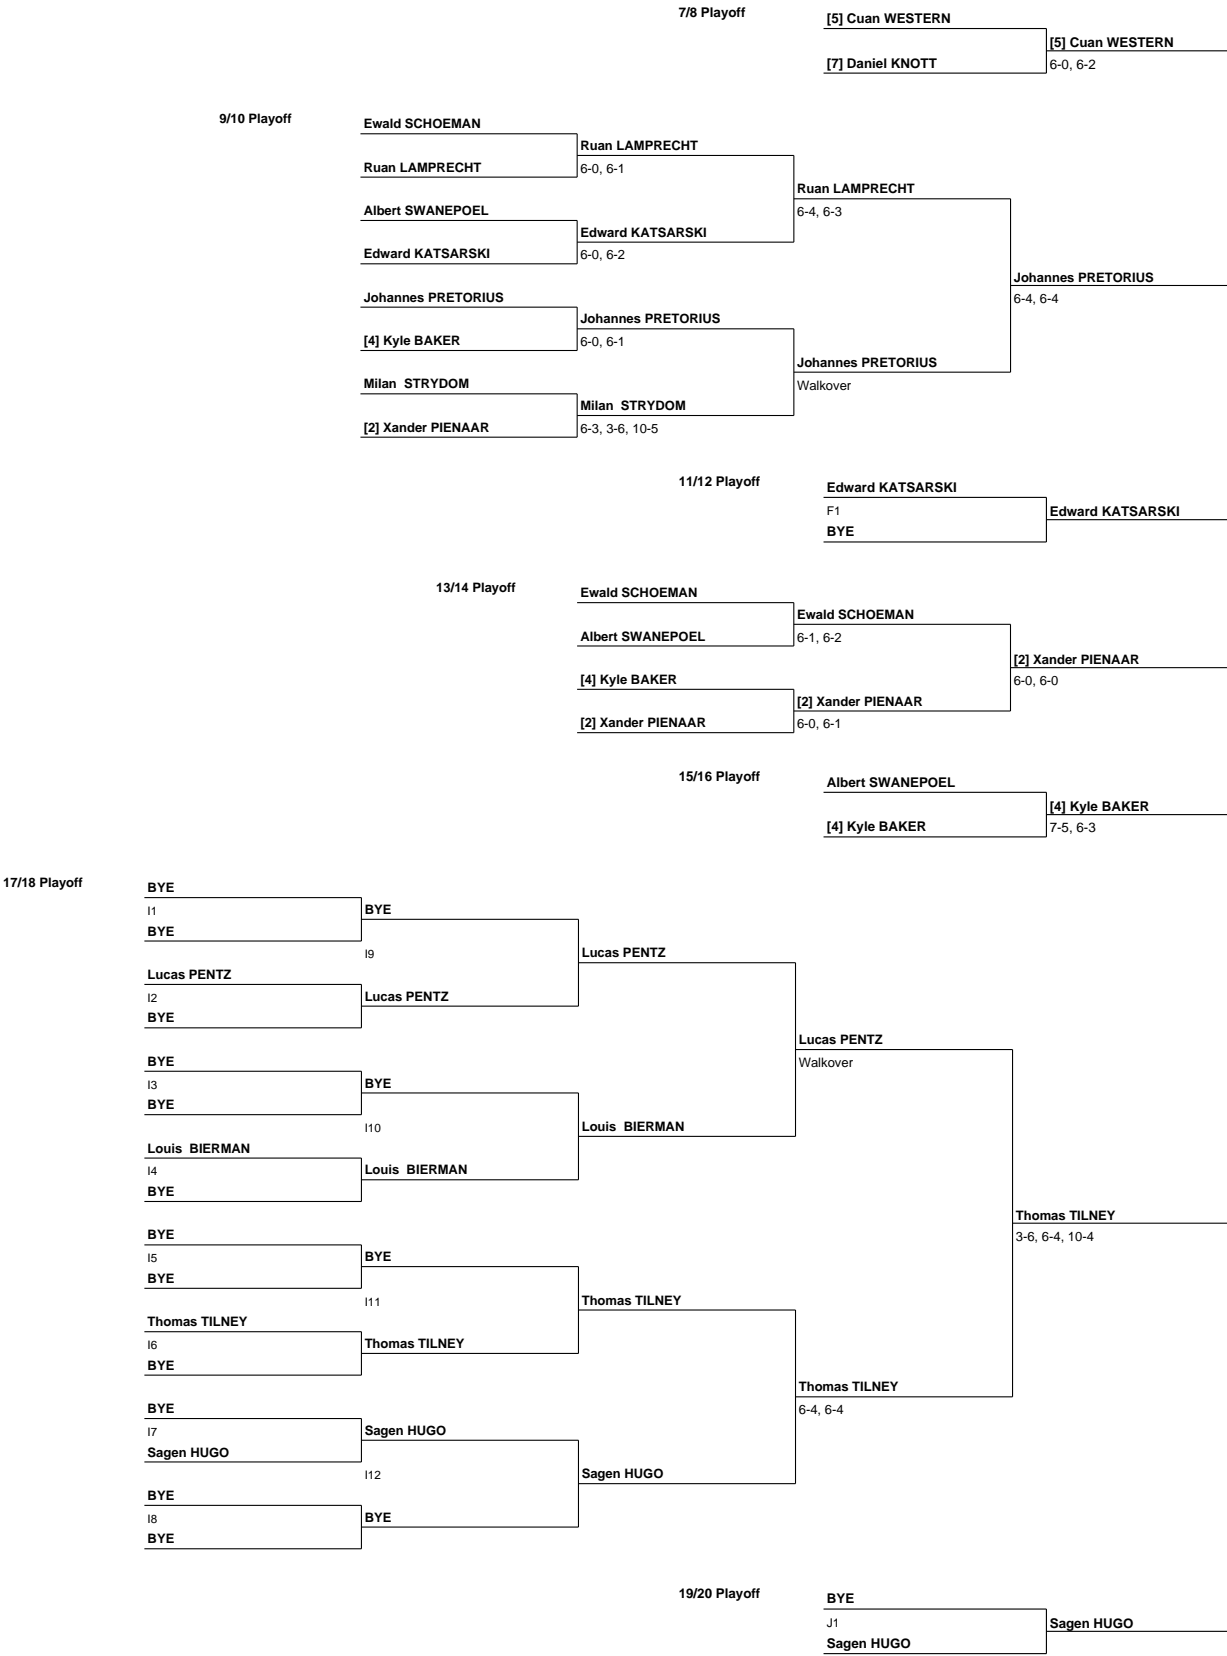 7/8 Playoff
[5] Cuan WESTERN
[5] Cuan WESTERN
[7] Daniel KNOTT
6-0, 6-2
9/10 Playoff
Ewald SCHOEMAN
Ruan LAMPRECHT
Ruan LAMPRECHT
6-0, 6-1
Ruan LAMPRECHT
Albert SWANEPOEL
6-4, 6-3
Edward KATSARSKI
Edward KATSARSKI
6-0, 6-2
Johannes PRETORIUS
6-4, 6-4
Johannes PRETORIUS
Johannes PRETORIUS
[4] Kyle BAKER
6-0, 6-1
Johannes PRETORIUS
Walkover
Milan  STRYDOM
Milan  STRYDOM
[2] Xander PIENAAR
6-3, 3-6, 10-5
11/12 Playoff
Edward KATSARSKI
F1
Edward KATSARSKI
BYE
13/14 Playoff
Ewald SCHOEMAN
Ewald SCHOEMAN
Albert SWANEPOEL
6-1, 6-2
[2] Xander PIENAAR
6-0, 6-0
[4] Kyle BAKER
[2] Xander PIENAAR
[2] Xander PIENAAR
6-0, 6-1
15/16 Playoff
Albert SWANEPOEL
[4] Kyle BAKER
[4] Kyle BAKER
7-5, 6-3
17/18 Playoff
BYE
I1
BYE
BYE
I9
Lucas PENTZ
Lucas PENTZ
I2
Lucas PENTZ
BYE
Lucas PENTZ
Walkover
BYE
I3
BYE
BYE
I10
Louis  BIERMAN
Louis  BIERMAN
I4
Louis  BIERMAN
BYE
Thomas TILNEY
3-6, 6-4, 10-4
BYE
I5
BYE
BYE
I11
Thomas TILNEY
Thomas TILNEY
I6
Thomas TILNEY
BYE
Thomas TILNEY
6-4, 6-4
BYE
I7
Sagen HUGO
Sagen HUGO
I12
Sagen HUGO
BYE
I8
BYE
BYE
19/20 Playoff
BYE
J1
Sagen HUGO
Sagen HUGO